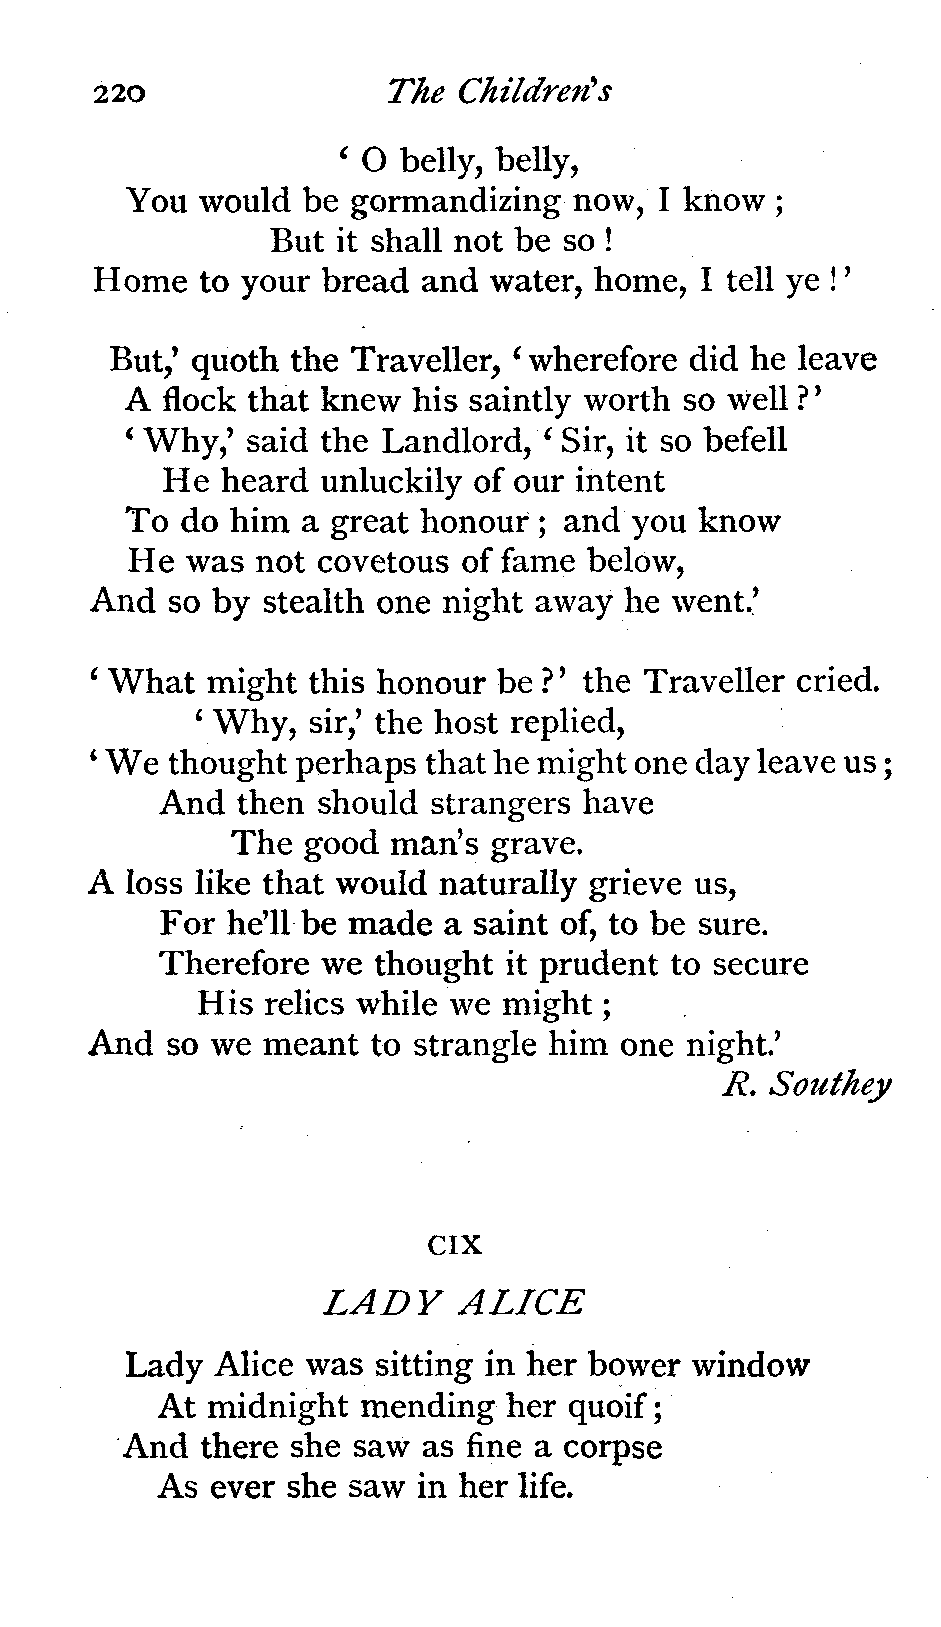 220 The Children's
‘ O belly, belly,
You would be gormandizing now, I know ;
But it shall not be so !
Home to your bread and water, home, I tell ye !’
But,’ quoth the Traveller, ‘ wherefore did he leave
A flock that knew his saintly worth so well ?’
‘ Why,’ said the Landlord, ‘ Sir, it so befell
He heard unluckily of our intent
To do him a great honour ; and you know
He was not covetous of fame below,
And so by stealth one night away he went.’
‘ What might this honour be ?’ the Traveller cried.
‘ Why, sir,’ the host replied,
‘ We thought perhaps that he might one day leave us ;
And then should strangers have
The good man's grave.
A loss like that would naturally grieve us,
For he'll be made a saint of, to be sure.
Therefore we thought it prudent to secure
His relics while we might ;
And so we meant to strangle him one night.’
R. Southey
CIX
LADY ALICE
Lady Alice was sitting in her bower window
At midnight mending her quoif ;
And there she saw as fine a corpse
As ever she saw in her life.